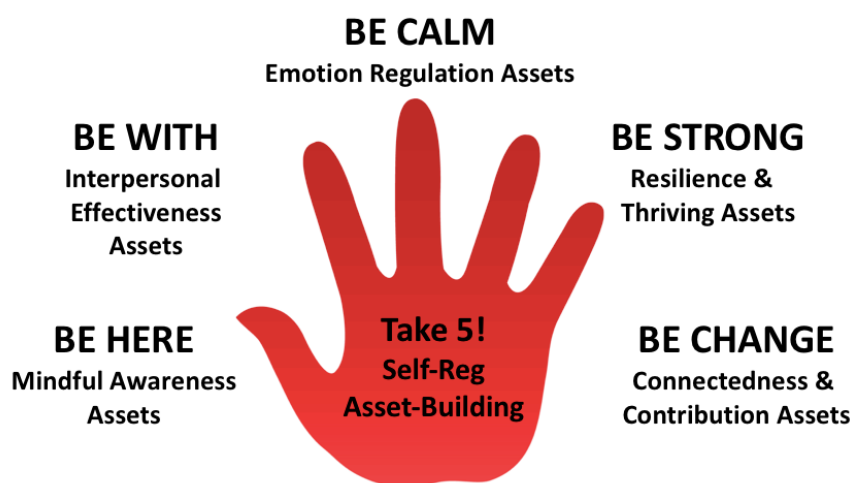 BE CALM
Emotion Regulation Assets
BE WITH
Interpersonal
Effectiveness
Assets
BE STRONG
Resilience &
Thriving Assets
BE HERE
Mindful Awareness
Assets
Take 5!
Self-Reg
Asset-Building
BE CHANGE
Connectedness &
Contribution Assets